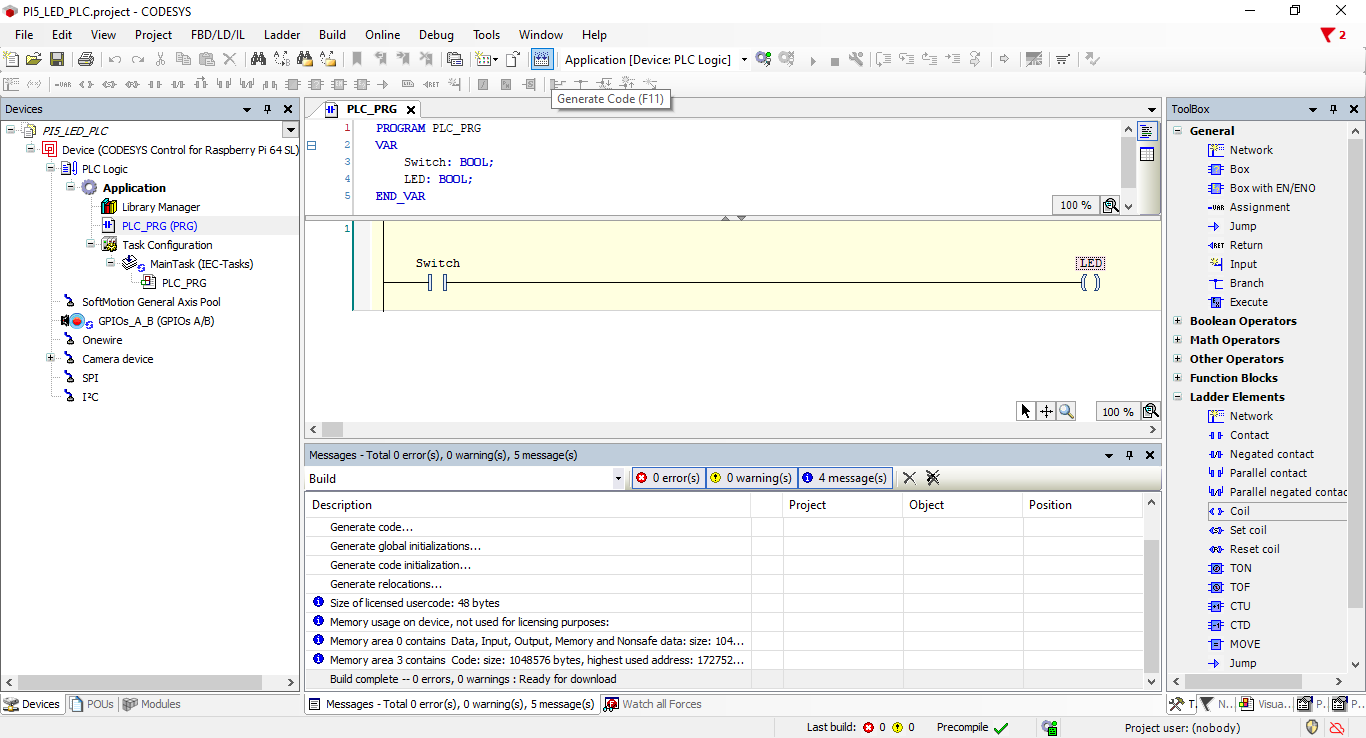 PI5_LED_PLC.project - CODESYS
File Edit View Project FBD/LD/IL Ladder Build Online Debug Tools Window Help
2
Application [Device: PLC Logic]
Generate Code (F11)
Devices
PI5_LED_PLC
Device (CODESYS Control for Raspberry Pi 64 SL)
PLC Logic
Application
Library Manager
PLC_PRG (PRG)
Task Configuration
MainTask (IEC-Tasks)
PLC_PRG
SoftMotion General Axis Pool
GPIOs_A_B (GPIOs A/B)
Onewire
Camera device
SPI
I²C
Devices POUs Modules
PLC_PRG
1 PROGRAM PLC_PRG
2 VAR
3 Switch: BOOL;
4 LED: BOOL;
5 END_VAR
100 %
1
Switch LED
100 %
Messages - Total 0 error(s), 0 warning(s), 5 message(s)
Build 0 error(s) 0 warning(s) 4 message(s)
Description Project Object Position
Generate code...
Generate global initializations...
Generate code initialization...
Generate relocations...
Size of licensed usercode: 48 bytes
Memory usage on device, not used for licensing purposes:
Memory area 0 contains Data, Input, Output, Memory and Nonsafe data: size: 104...
Memory area 3 contains Code: size: 1048576 bytes, highest used address: 172752...
Build complete -- 0 errors, 0 warnings : Ready for download
Messages - Total 0 error(s), 0 warning(s), 5 message(s) Watch all Forces
ToolBox
General
Network
Box
Box with EN/ENO
Assignment
Jump
Return
Input
Branch
Execute
Boolean Operators
Math Operators
Other Operators
Function Blocks
Ladder Elements
Network
Contact
Negated contact
Parallel contact
Parallel negated contac
Coil
Set coil
Reset coil
TON
TOF
CTU
CTD
MOVE
Jump
T. N.. Visua.. P. P..
Last build: 0 0 Precompile Project user: (nobody)